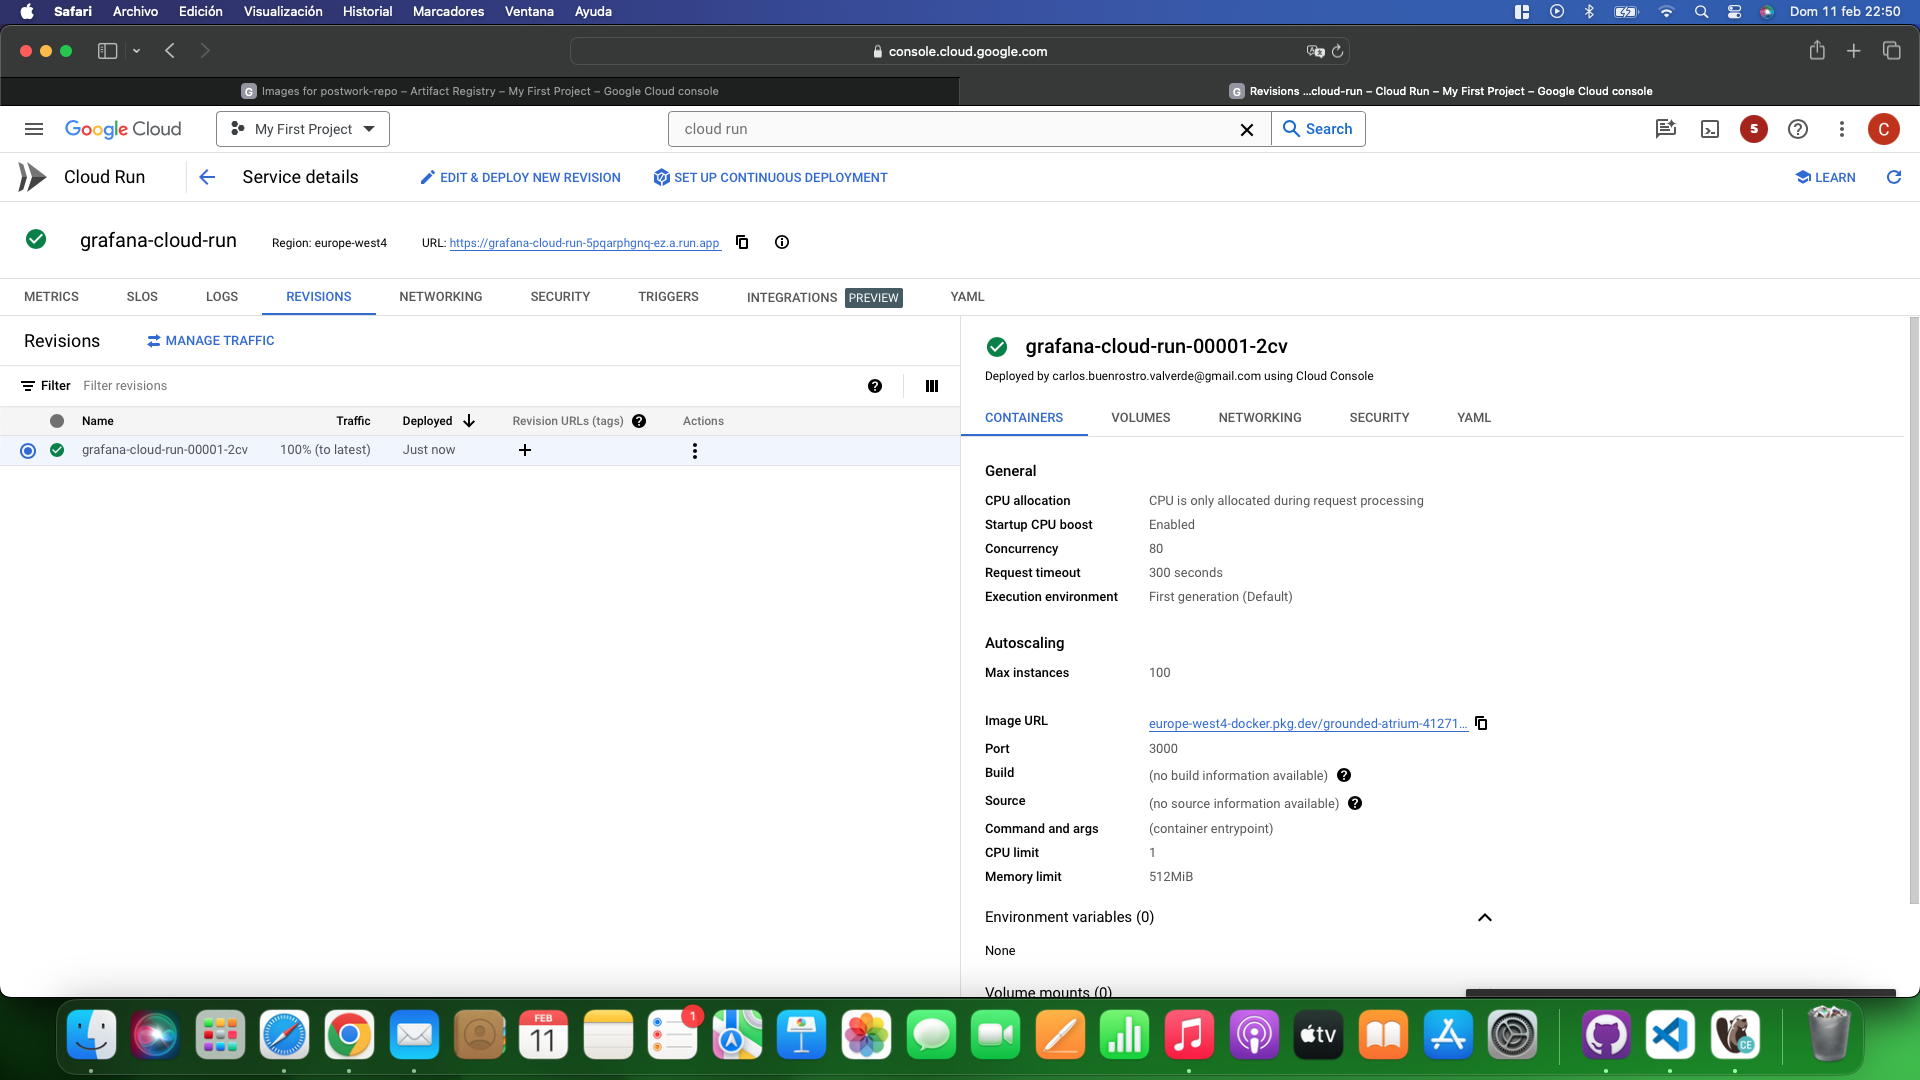 Safari Archivo Edición Visualización Historial Marcadores Ventana Ayuda Dom 11 feb 22:50
console.cloud.google.com
G Images for postwork-repo – Artifact Registry – My First Project – Google Cloud console
G Revisions ...cloud-run – Cloud Run – My First Project – Google Cloud console
Google Cloud My First Project cloud run Search 5 C
Cloud Run Service details EDIT & DEPLOY NEW REVISION SET UP CONTINUOUS DEPLOYMENT LEARN
grafana-cloud-run Region: europe-west4 URL: https://grafana-cloud-run-5pqarphgnq-ez.a.run.app
METRICS SLOS LOGS REVISIONS NETWORKING SECURITY TRIGGERS INTEGRATIONS PREVIEW YAML
Revisions MANAGE TRAFFIC
Filter Filter revisions
Name Traffic Deployed Revision URLs (tags) Actions
grafana-cloud-run-00001-2cv 100% (to latest) Just now
grafana-cloud-run-00001-2cv
Deployed by carlos.buenrostro.valverde@gmail.com using Cloud Console
CONTAINERS VOLUMES NETWORKING SECURITY YAML
General
CPU allocation CPU is only allocated during request processing
Startup CPU boost Enabled
Concurrency 80
Request timeout 300 seconds
Execution environment First generation (Default)
Autoscaling
Max instances 100
Image URL europe-west4-docker.pkg.dev/grounded-atrium-41271...
Port 3000
Build (no build information available)
Source (no source information available)
Command and args (container entrypoint)
CPU limit 1
Memory limit 512MiB
Environment variables (0)
None
Volume mounts (0)
FEB
11
1
tv
CE